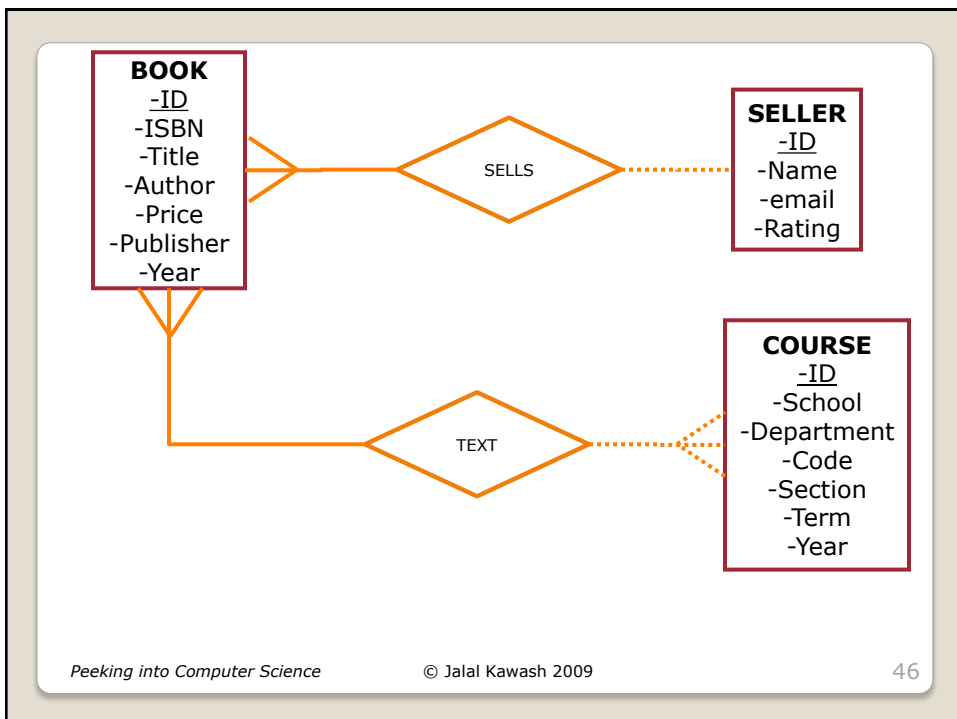 BOOK
-ID
-ISBN
-Title
-Author
-Price
-Publisher
-Year
SELLS
SELLER
-ID
-Name
-email
-Rating
TEXT
COURSE
-ID
-School
-Department
-Code
-Section
-Term
-Year
Peeking into Computer Science
© Jalal Kawash 2009
46